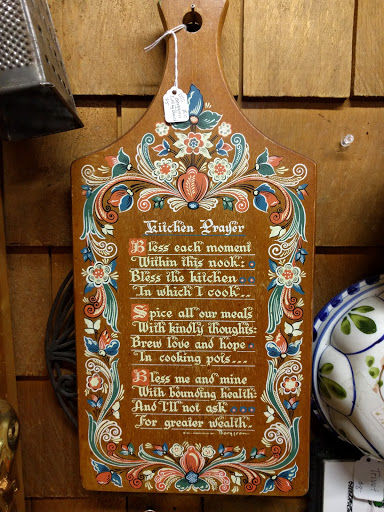 Kitchen Prayer
Bless each moment
Within this nook:
Bless the kitchen..
In which I cook..
Spice all our meals
With kindly thoughts:
Brew love and hope.
In cooking pots...
Bless me and mine
With bounding health:
And I'll not ask...
For greater wealth.